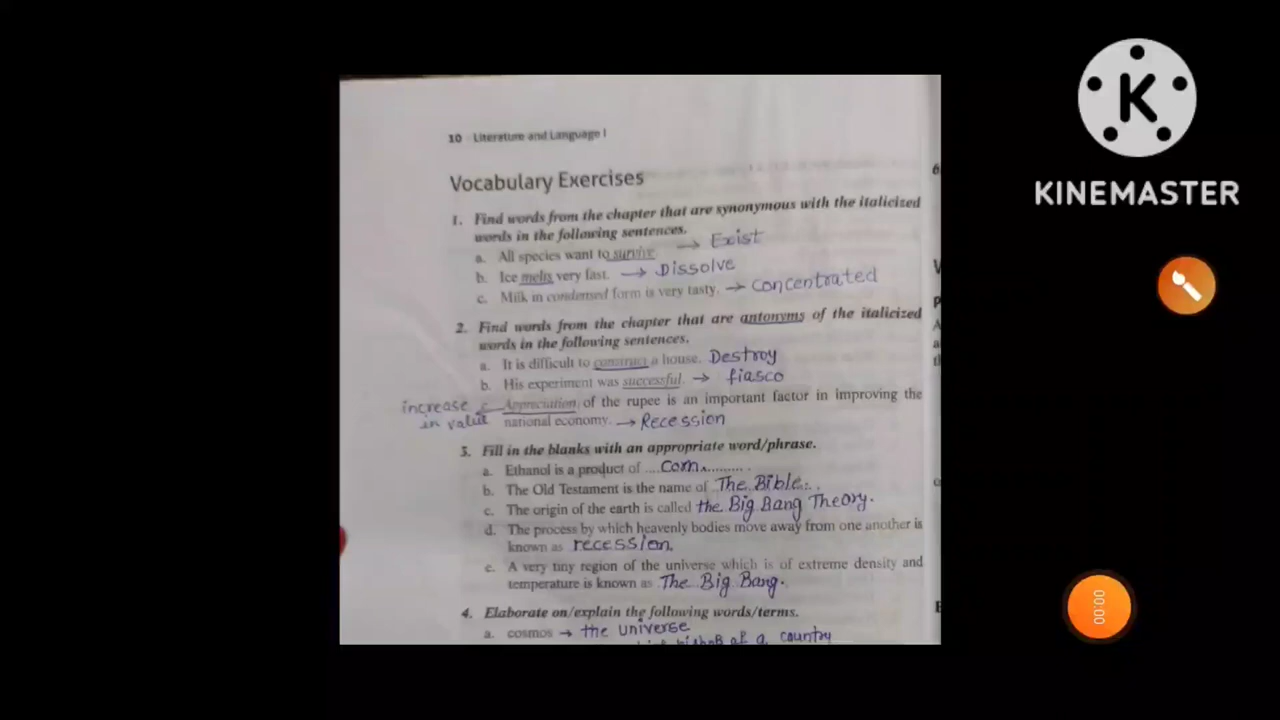 10 Literature and Language I
Vocabulary Exercises
1. Find words from the chapter that are synonymous with the italicized
words in the following sentences.
a. All species want to survive → Exist
b. Ice melts very fast. → Dissolve
c. Milk in condensed form is very tasty. → Concentrated
2. Find words from the chapter that are antonyms of the italicized
words in the following sentences.
a. It is difficult to construct a house. Destroy
b. His experiment was successful. → fiasco
increase c. Appreciation of the rupee is an important factor in improving the
in value national economy. → Recession
3. Fill in the blanks with an appropriate word/phrase.
a. Ethanol is a product of ....Corn..........
b. The Old Testament is the name of .The Bible...
c. The origin of the earth is called the Big Bang Theory.
d. The process by which heavenly bodies move away from one another is
known as recession.
e. A very tiny region of the universe which is of extreme density and
temperature is known as The Big Bang.
4. Elaborate on/explain the following words/terms.
a. cosmos → the universe
of a country
6
V
P
A
a
th
E
K
KINEMASTER
00:00